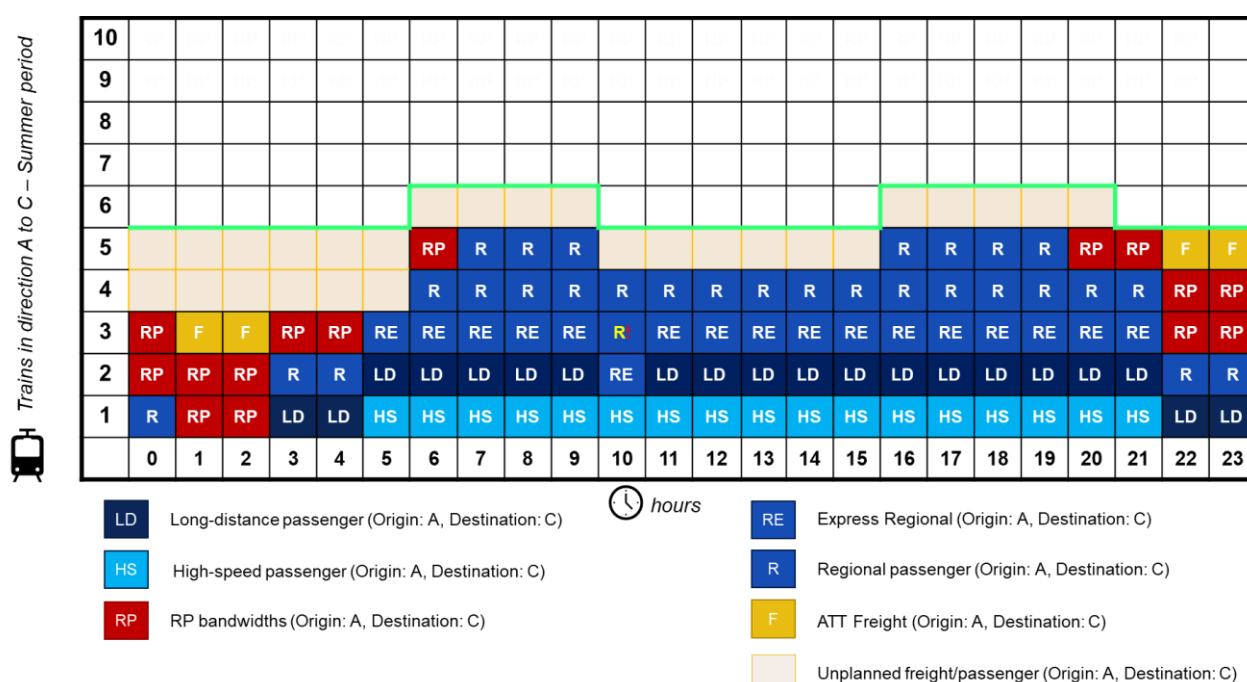 Trains in direction A to C – Summer period
10
9
8
7
6
5 RP R R R R R R R RP RP F F
4 R R R R R R R R R R R R R R R R RP RP
3 RP F F RP RP RE RE RE RE RE R! RE RE RE RE RE RE RE RE RE RE RE RP RP
2 RP RP RP R R LD LD LD LD LD RE LD LD LD LD LD LD LD LD LD LD LD R R
1 R RP RP LD LD HS HS HS HS HS HS HS HS HS HS HS HS HS HS HS HS HS LD LD
0 1 2 3 4 5 6 7 8 9 10 11 12 13 14 15 16 17 18 19 20 21 22 23
hours
LD Long-distance passenger (Origin: A, Destination: C)
HS High-speed passenger (Origin: A, Destination: C)
RP RP bandwidths (Origin: A, Destination: C)
RE Express Regional (Origin: A, Destination: C)
R Regional passenger (Origin: A, Destination: C)
F ATT Freight (Origin: A, Destination: C)
Unplanned freight/passenger (Origin: A, Destination: C)